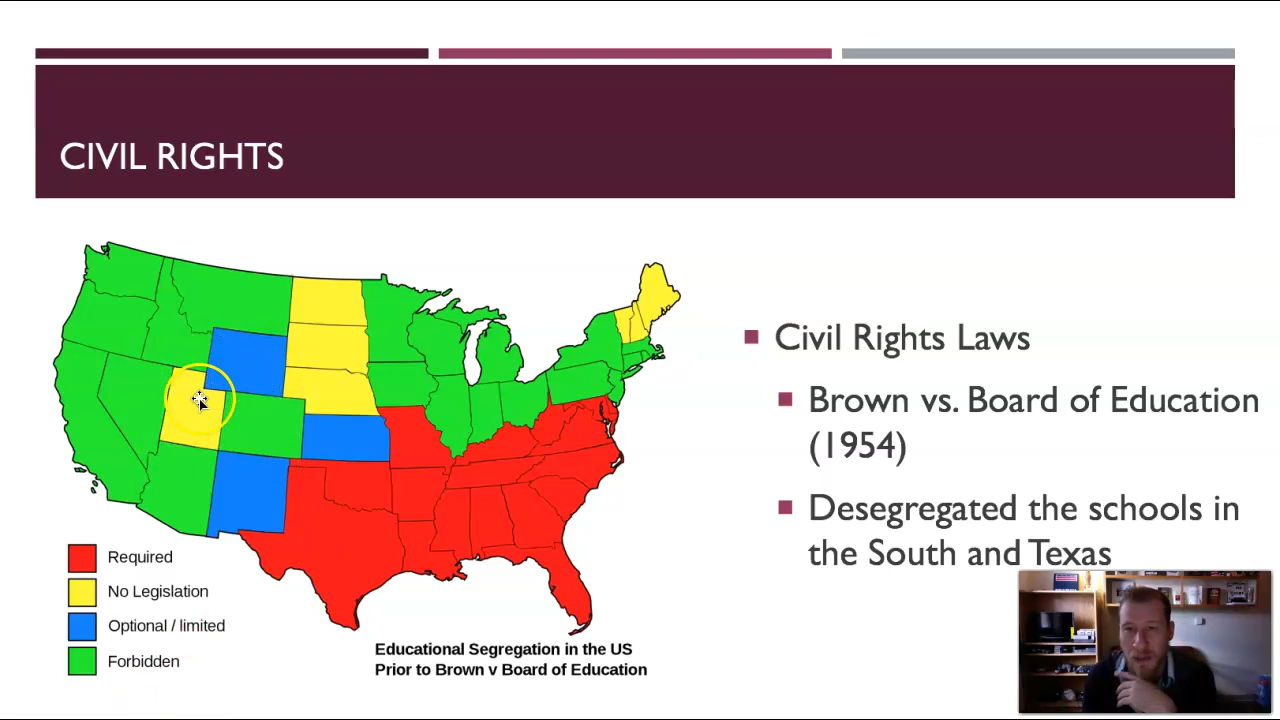 CIVIL RIGHTS
Civil Rights Laws
Brown vs. Board of Education
(1954)
Desegregated the schools in
the South and Texas
Required
No Legislation
Optional / limited
Forbidden
Educational Segregation in the US
Prior to Brown v Board of Education